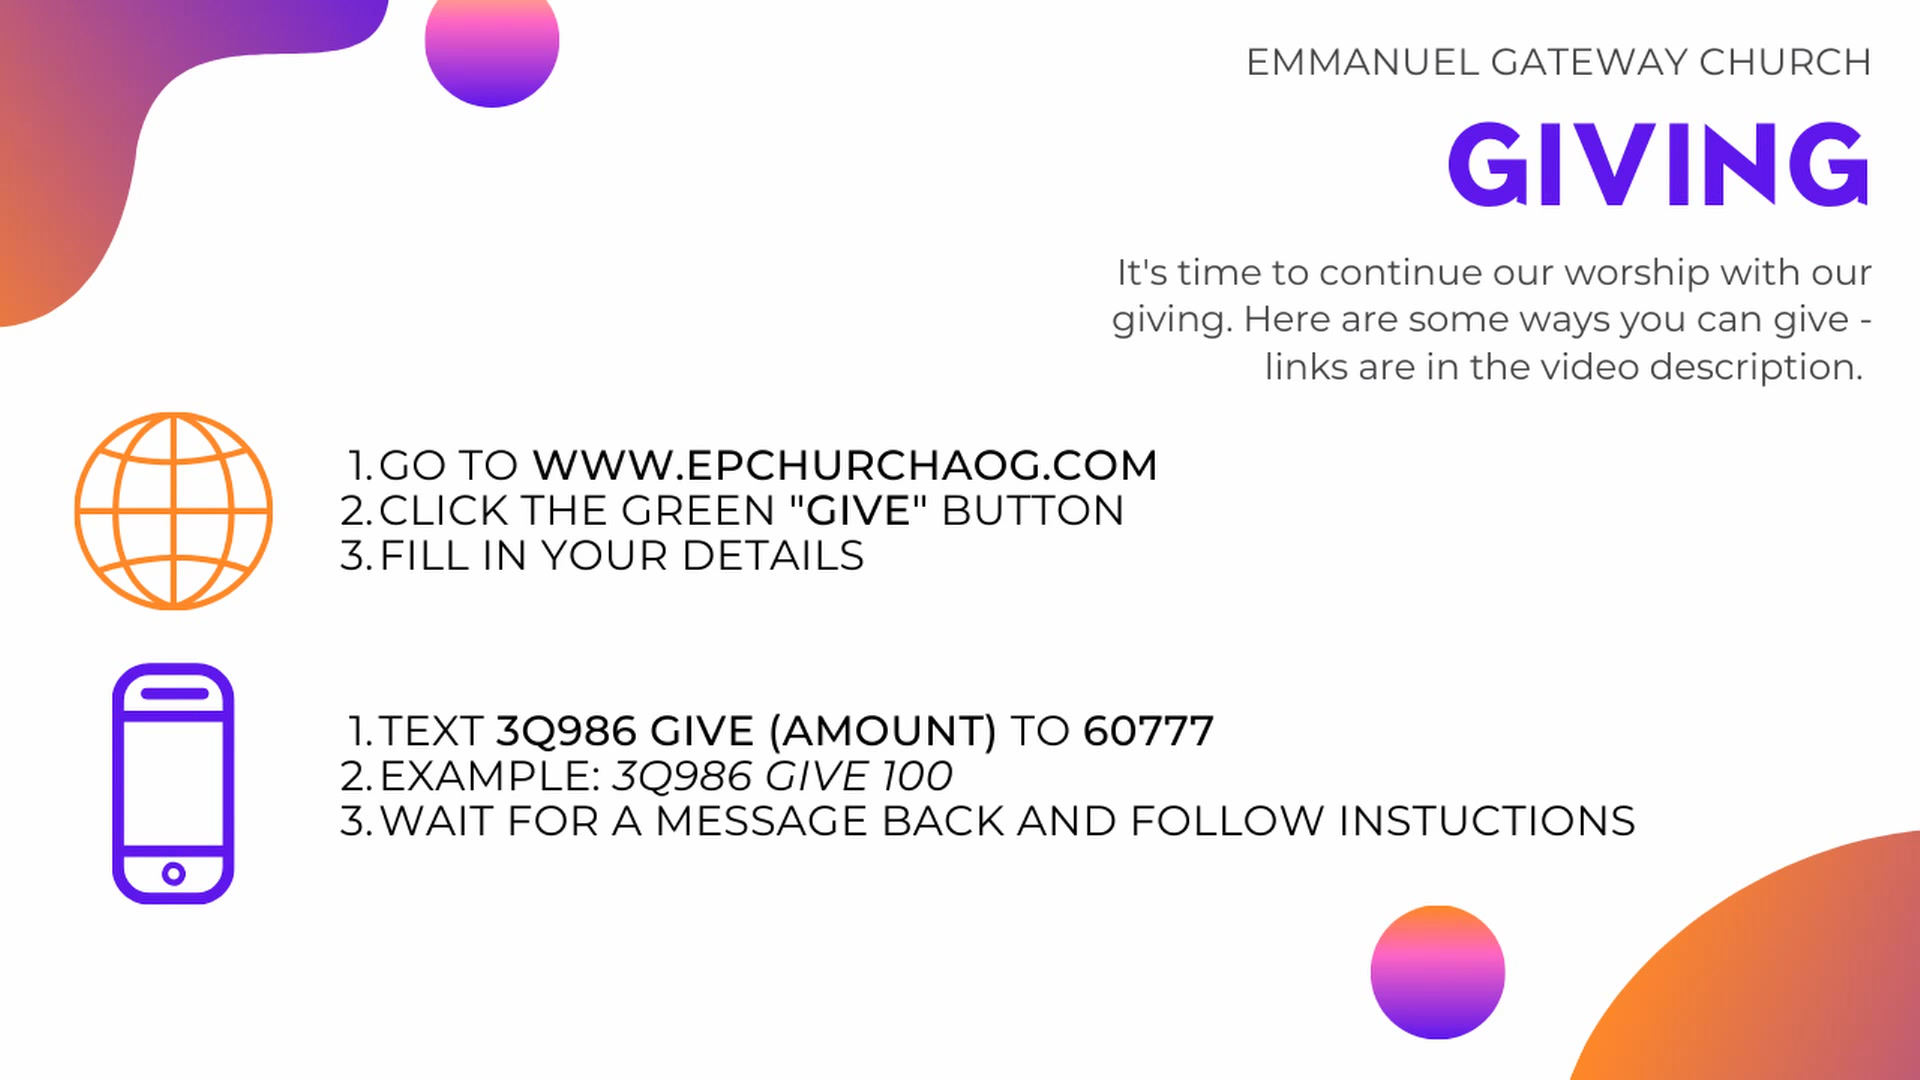 EMMANUEL GATEWAY CHURCH
GIVING
It's time to continue our worship with our
giving. Here are some ways you can give -
links are in the video description.
1. GO TO WWW.EPCHURCHAOG.COM
2. CLICK THE GREEN "GIVE" BUTTON
3. FILL IN YOUR DETAILS
1. TEXT 3Q986 GIVE (AMOUNT) TO 60777
2. EXAMPLE: 3Q986 GIVE 100
3. WAIT FOR A MESSAGE BACK AND FOLLOW INSTUCTIONS